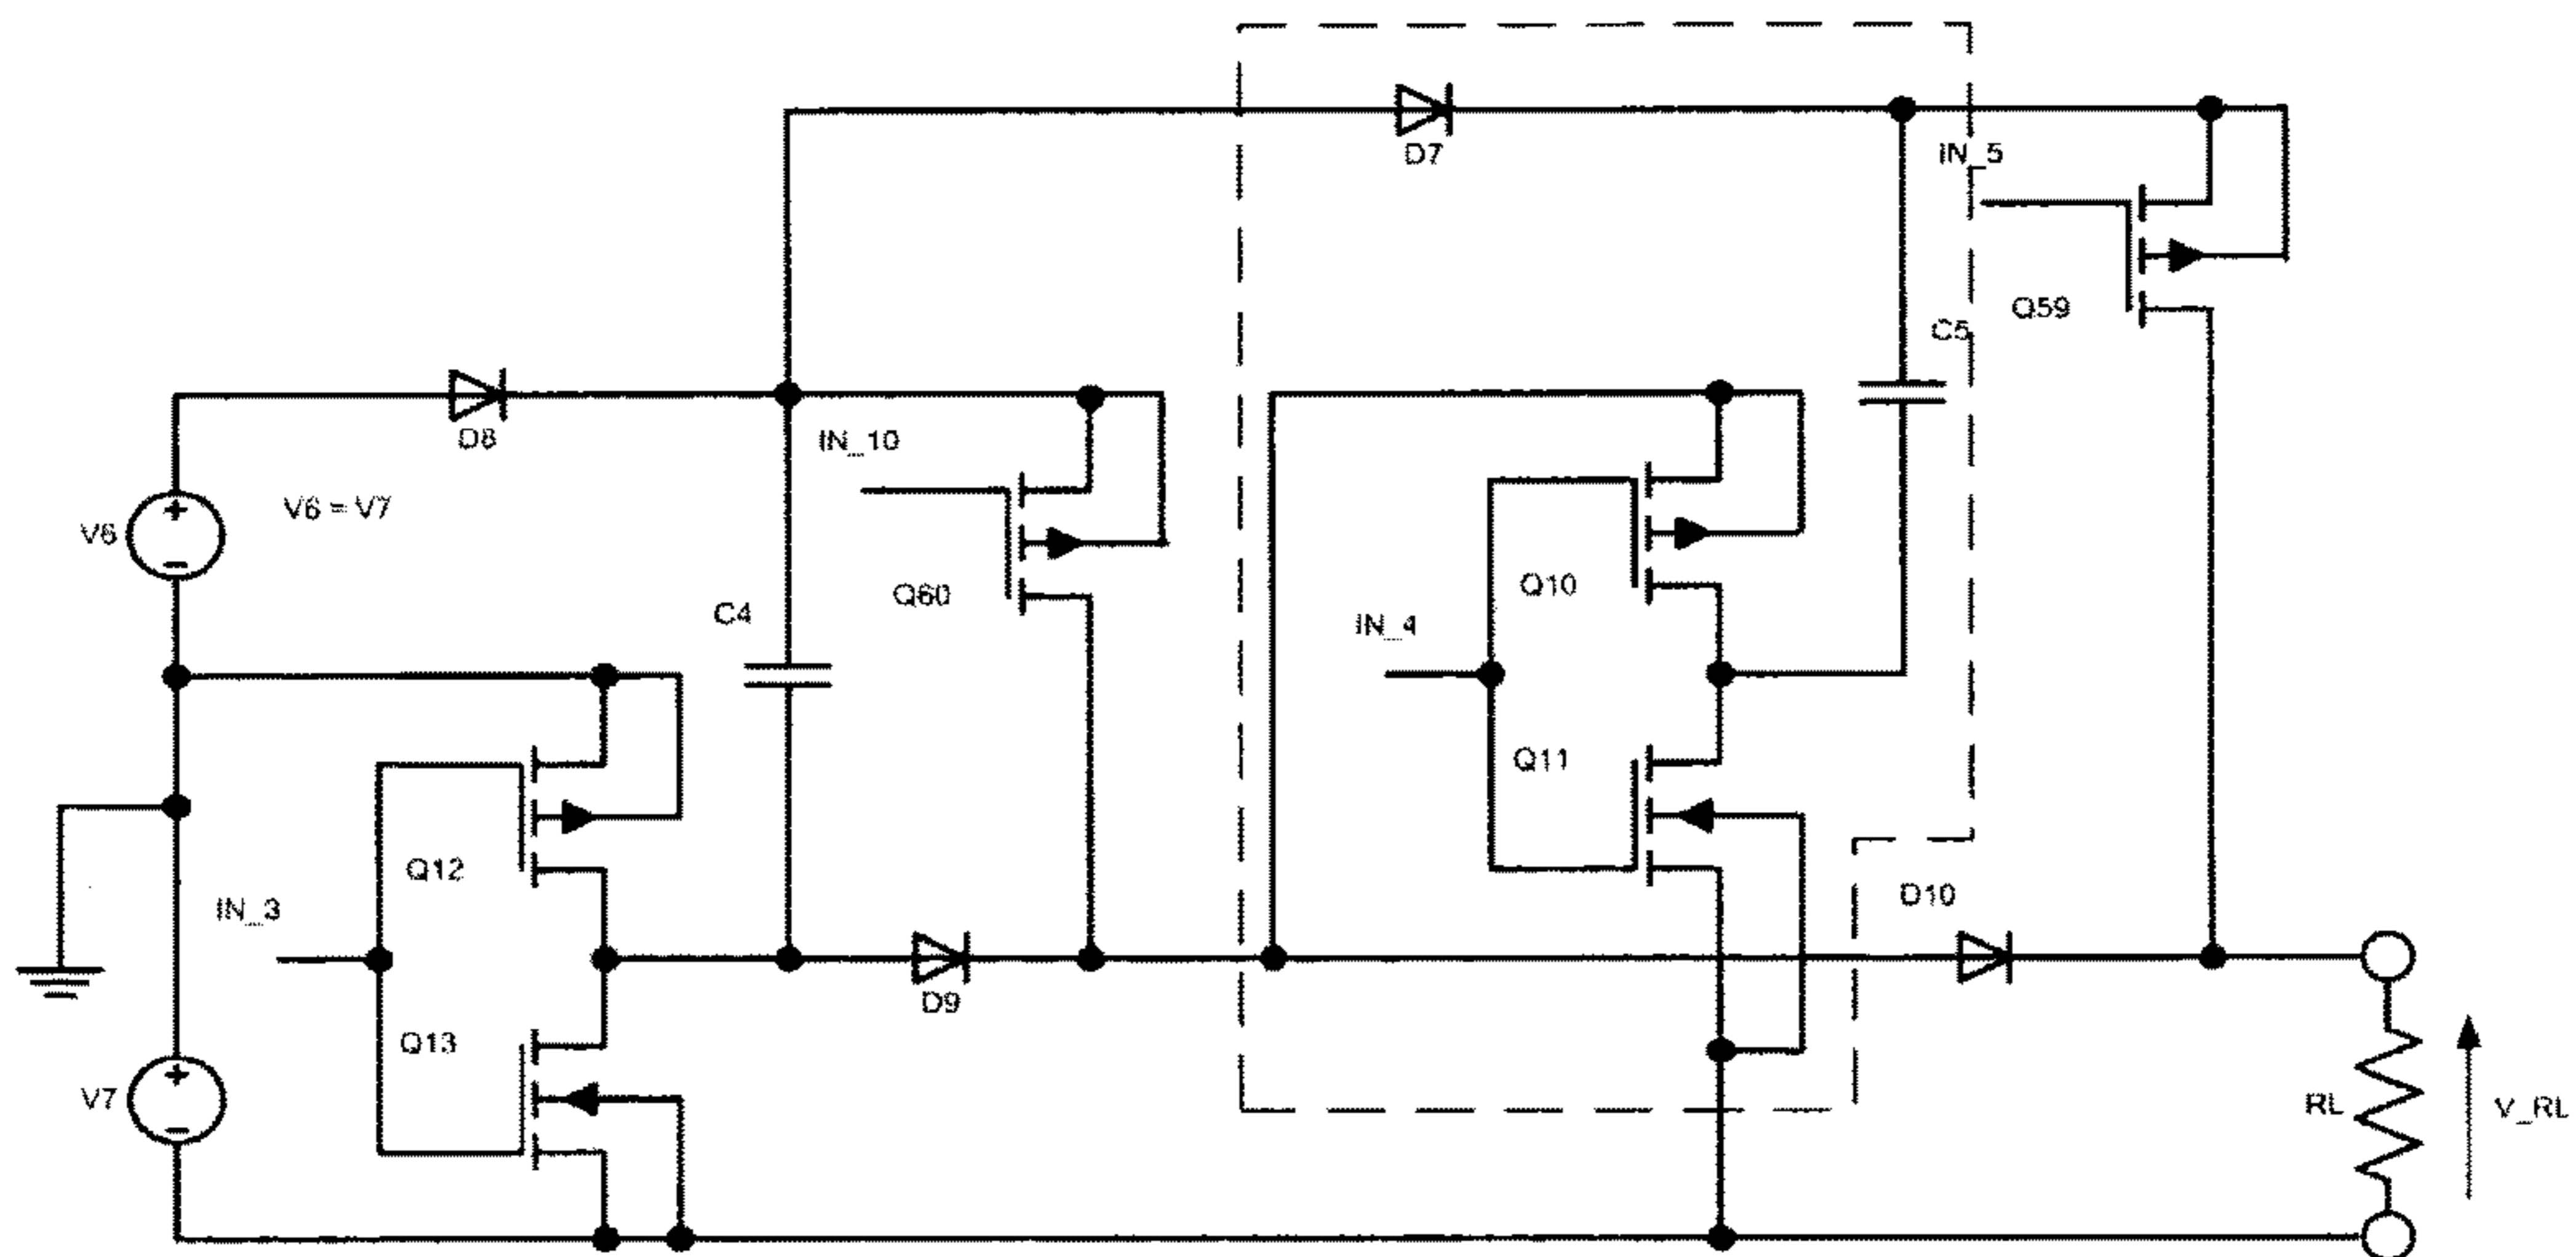 D7
IN_5
Q59
C5
D8
IN_10
V6
+
−
V6 = V7
Q60
C4
Q10
IN_4
Q11
Q12
IN_3
D9
D10
Q13
V7
+
−
RL
V_RL